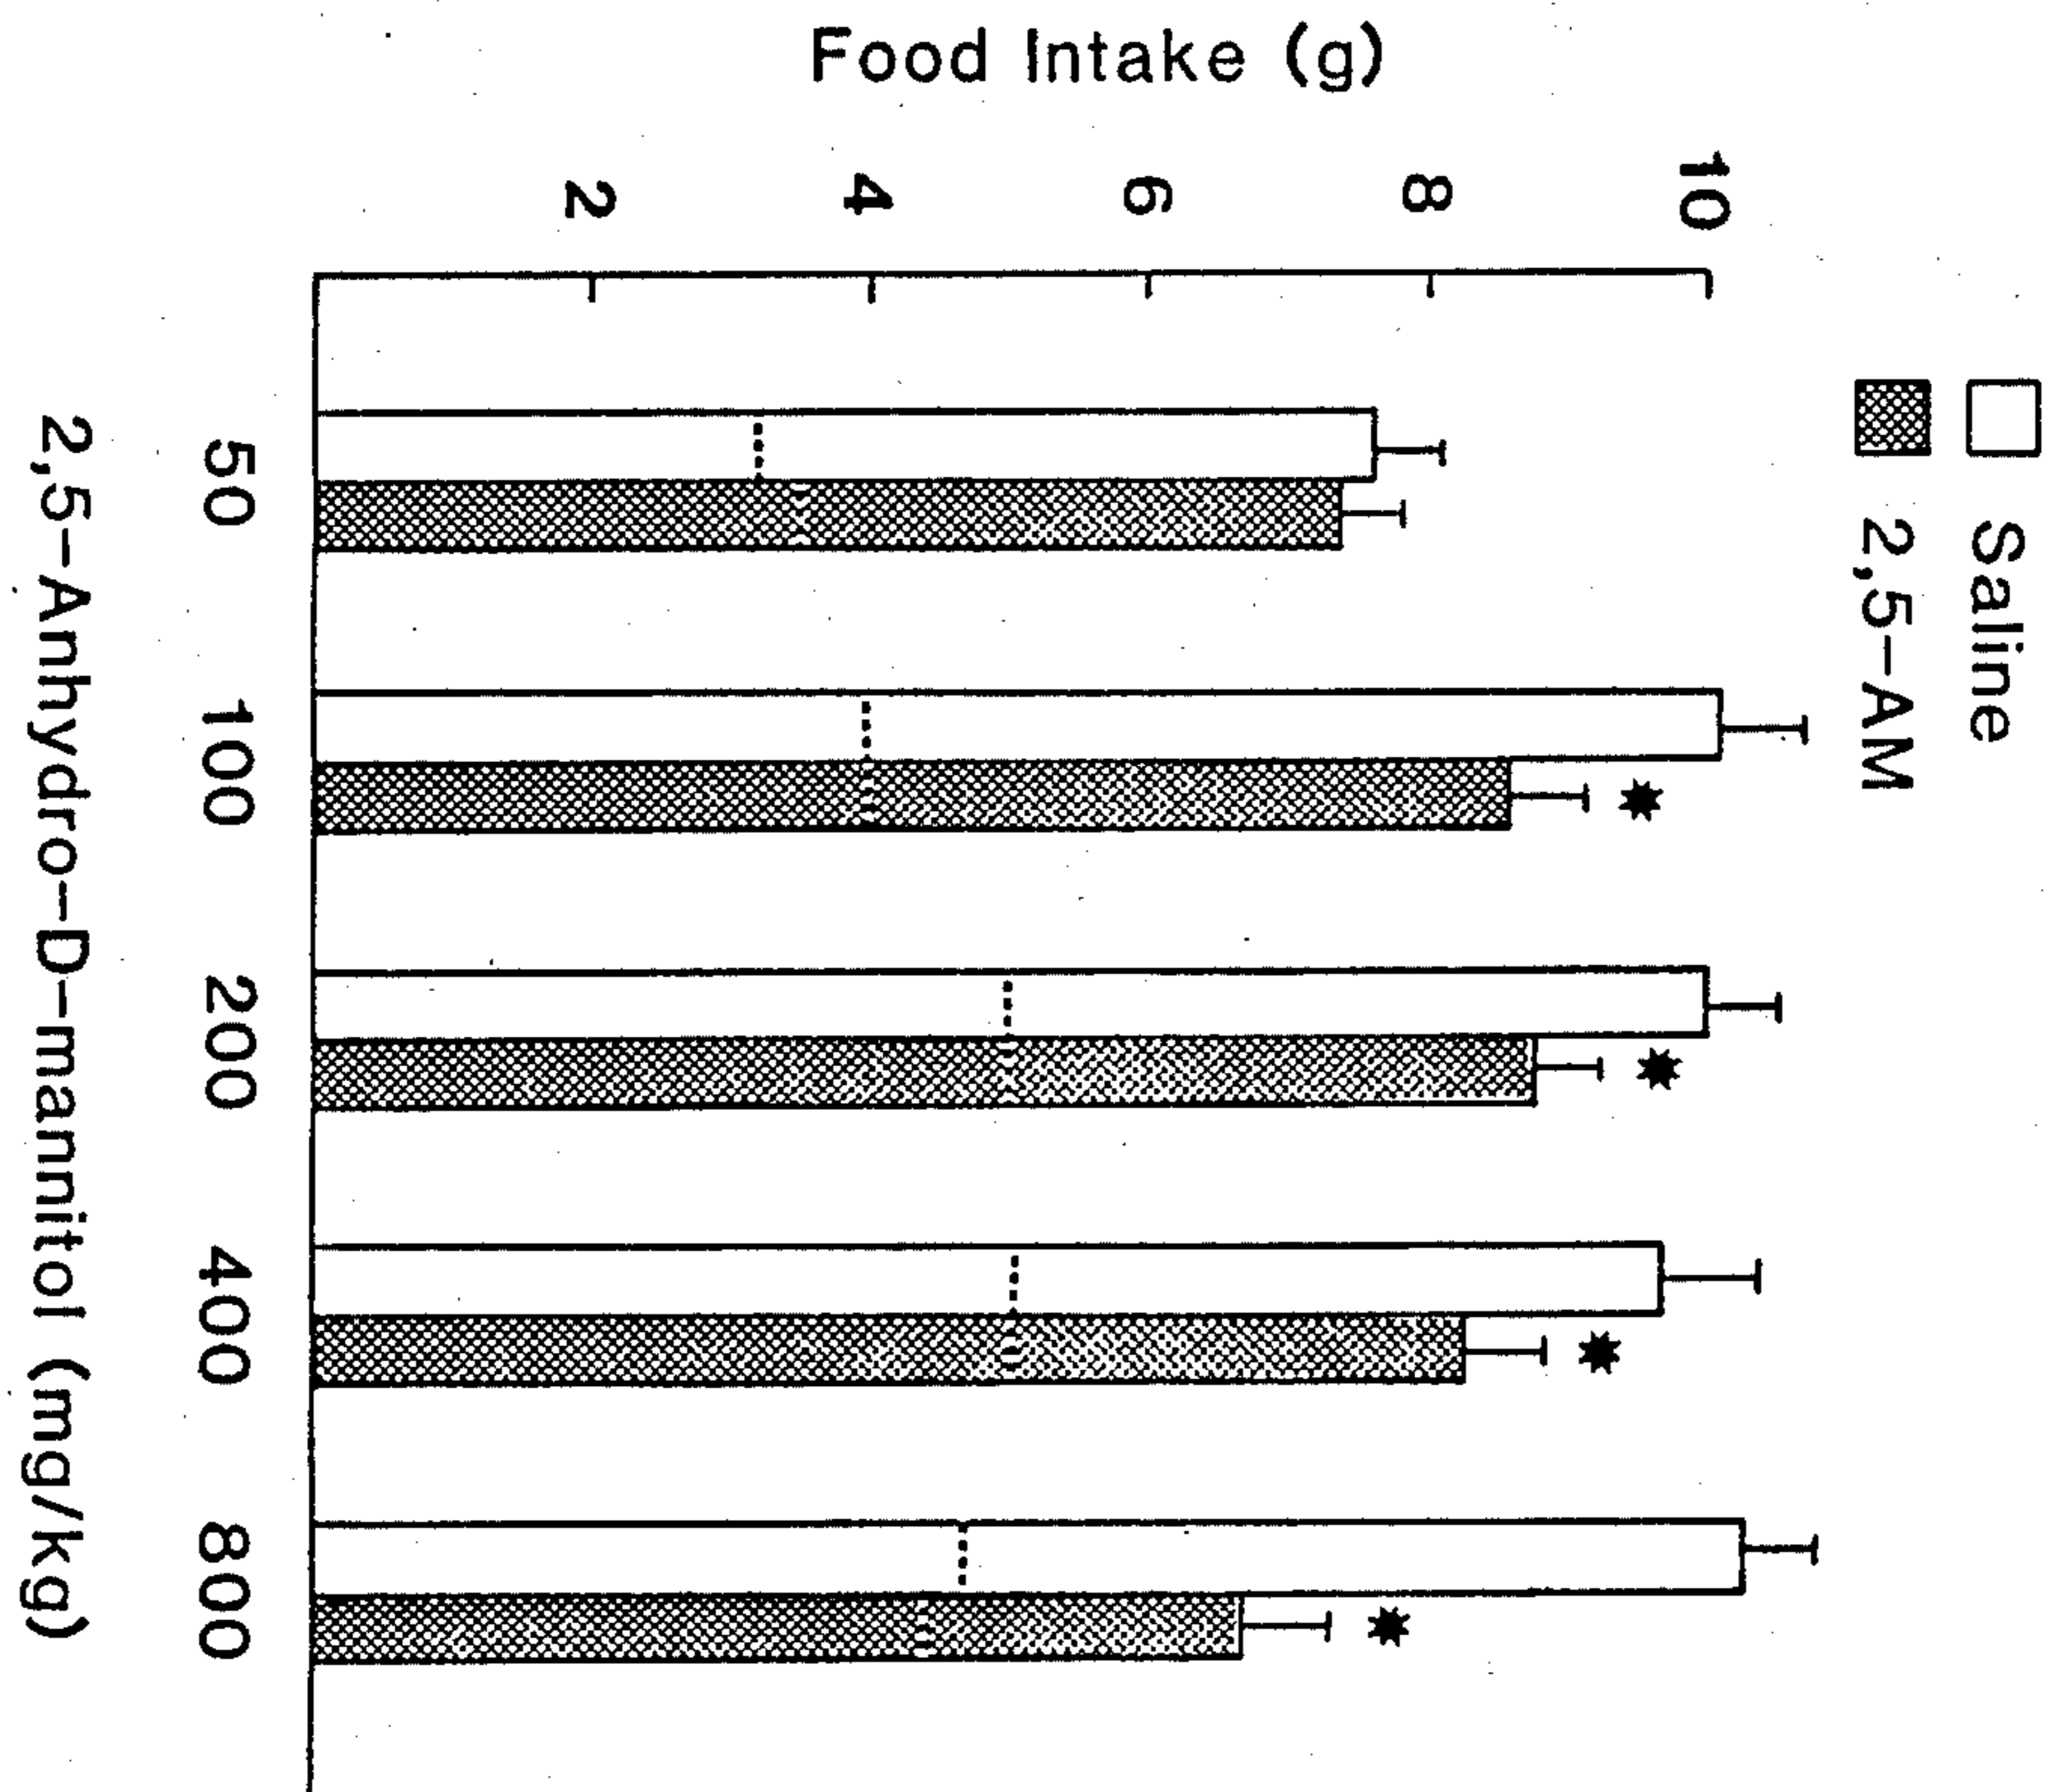 Saline
2,5-AM
Food Intake (g)
10
8
6
4
2
50 100 200 400 800
2,5-Anhydro-D-mannitol (mg/kg)